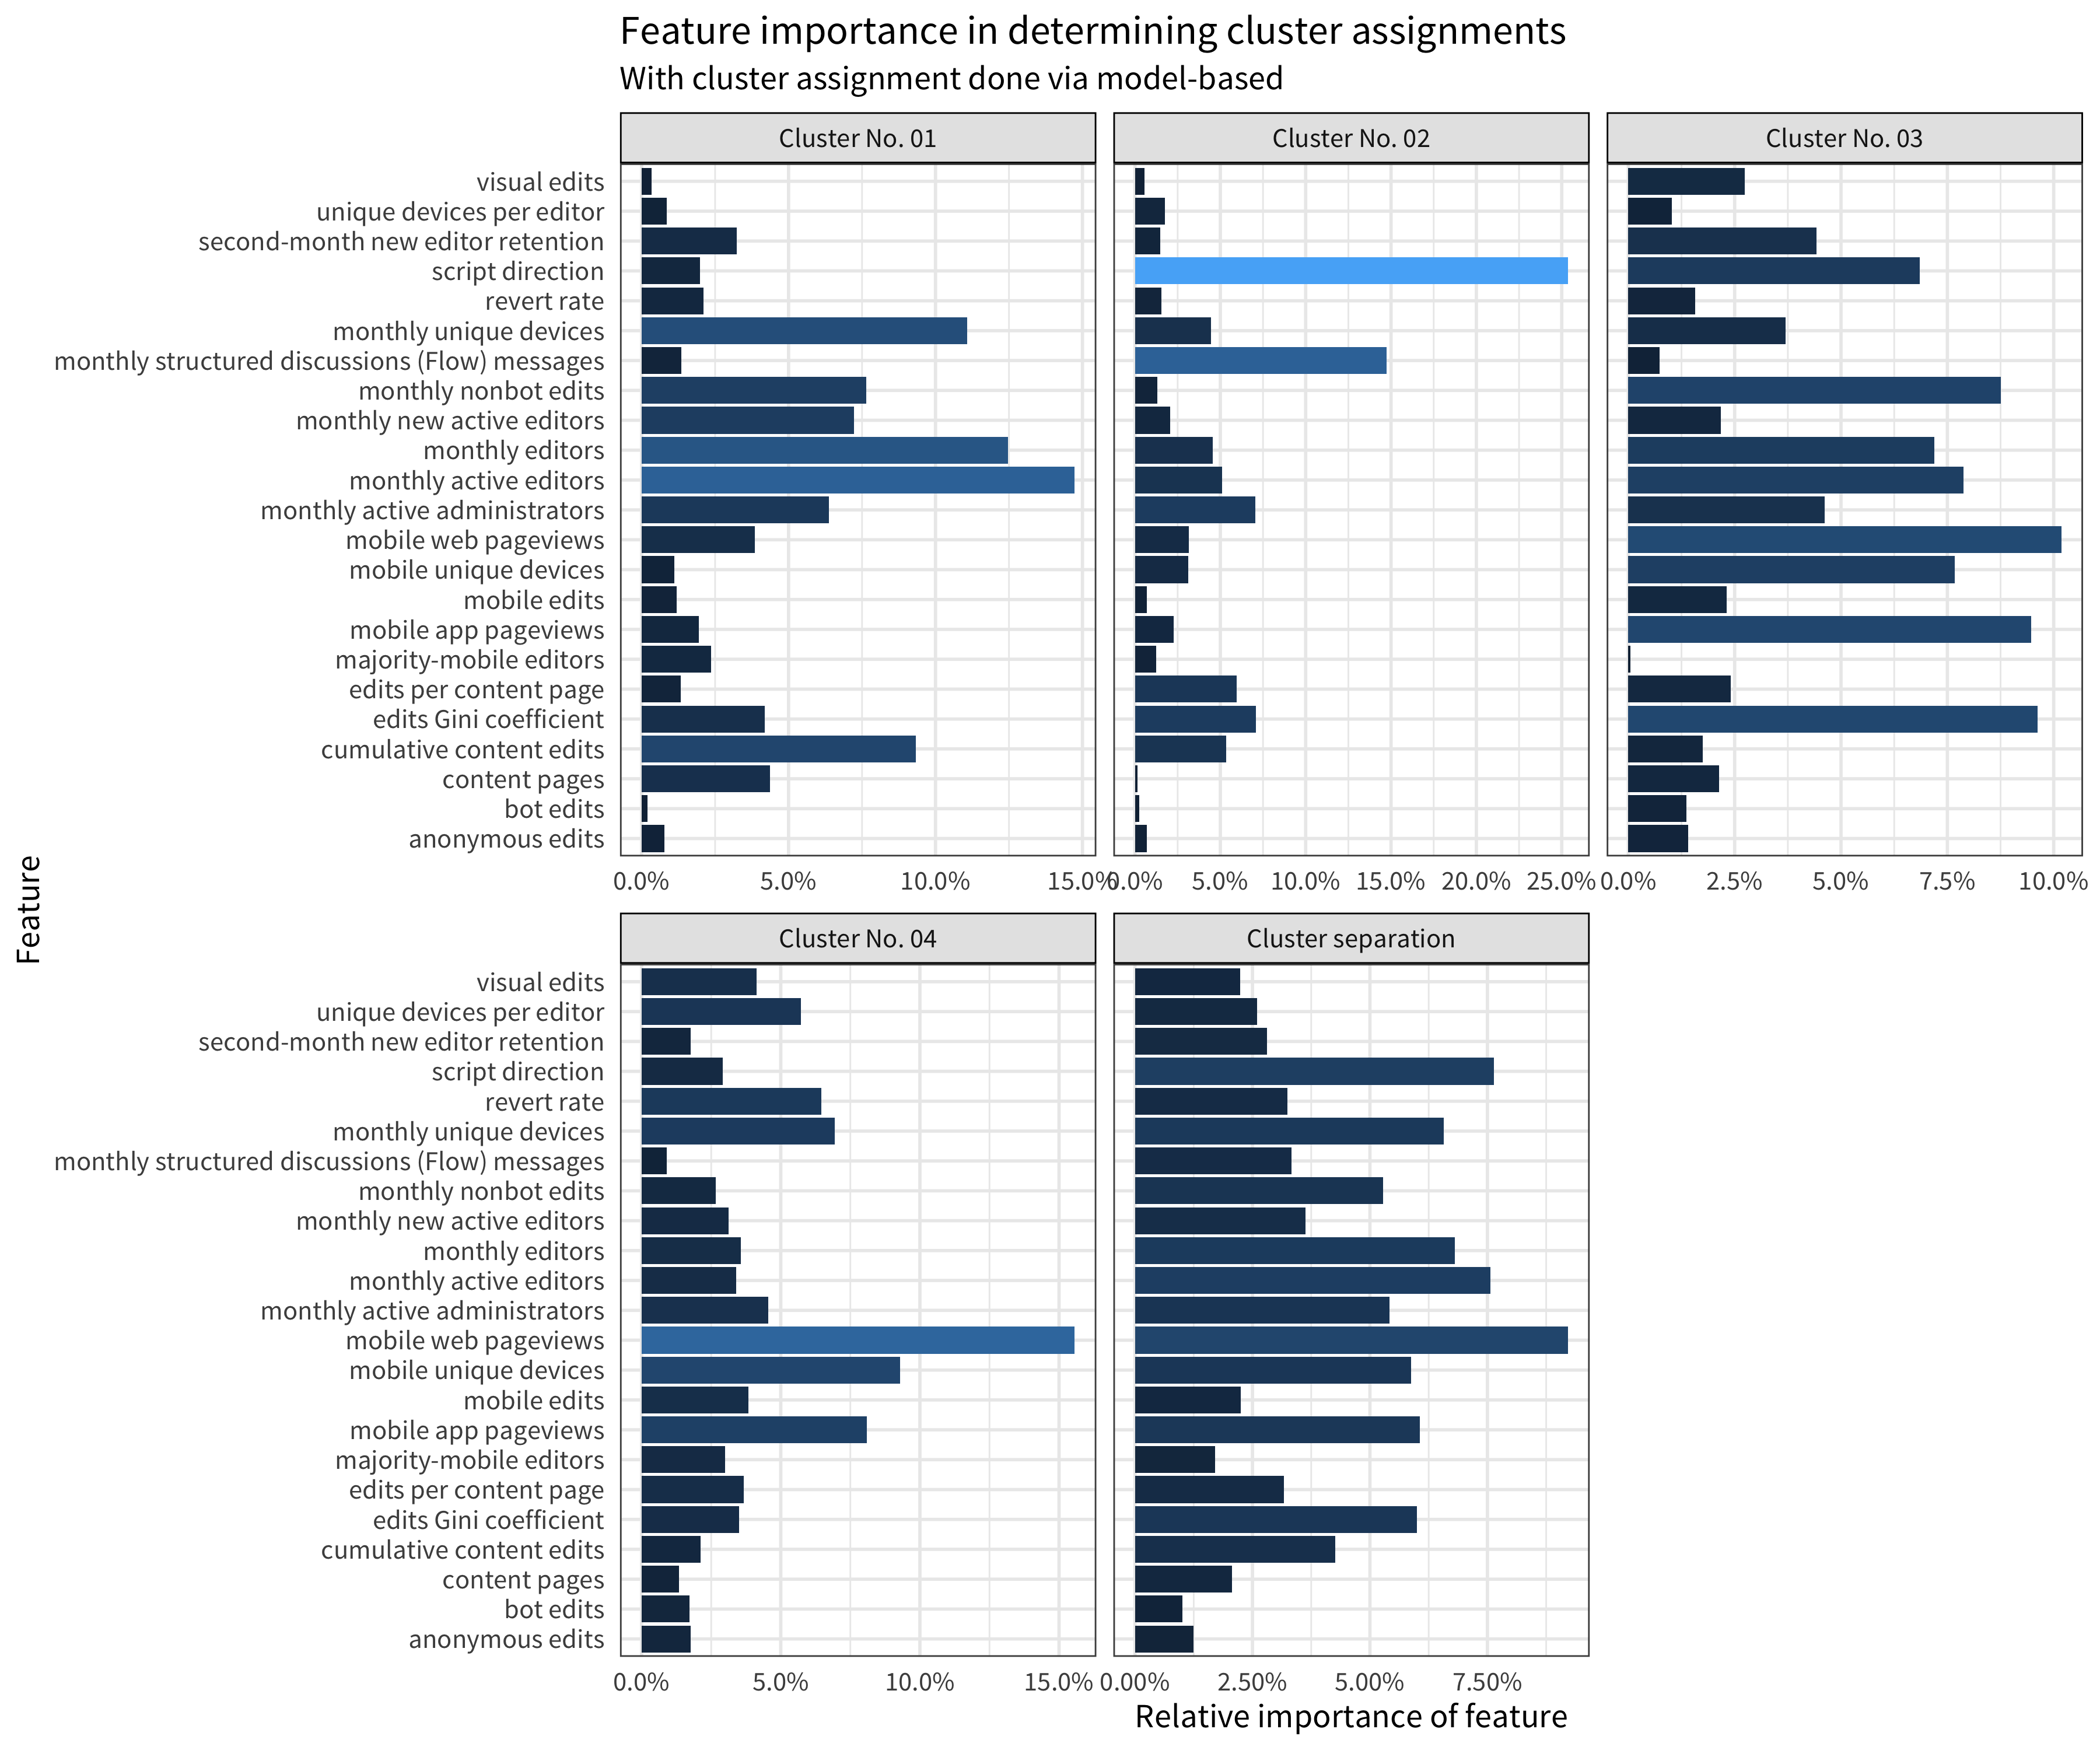 Feature importance in determining cluster assignments
With cluster assignment done via model-based
Cluster No. 01
Cluster No. 02
Cluster No. 03
visual edits
unique devices per editor
second-month new editor retention
script direction
revert rate
monthly unique devices
monthly structured discussions (Flow) messages
monthly nonbot edits
monthly new active editors
monthly editors
monthly active editors
monthly active administrators
mobile web pageviews
mobile unique devices
mobile edits
mobile app pageviews
majority-mobile editors
edits per content page
edits Gini coefficient
cumulative content edits
content pages
bot edits
anonymous edits
0.0% 5.0% 10.0% 15.0%
0.0% 5.0% 10.0% 15.0% 20.0% 25.0%
0.0% 2.5% 5.0% 7.5% 10.0%
Feature
Cluster No. 04
Cluster separation
visual edits
unique devices per editor
second-month new editor retention
script direction
revert rate
monthly unique devices
monthly structured discussions (Flow) messages
monthly nonbot edits
monthly new active editors
monthly editors
monthly active editors
monthly active administrators
mobile web pageviews
mobile unique devices
mobile edits
mobile app pageviews
majority-mobile editors
edits per content page
edits Gini coefficient
cumulative content edits
content pages
bot edits
anonymous edits
0.0% 5.0% 10.0% 15.0%
0.00% 2.50% 5.00% 7.50%
Relative importance of feature